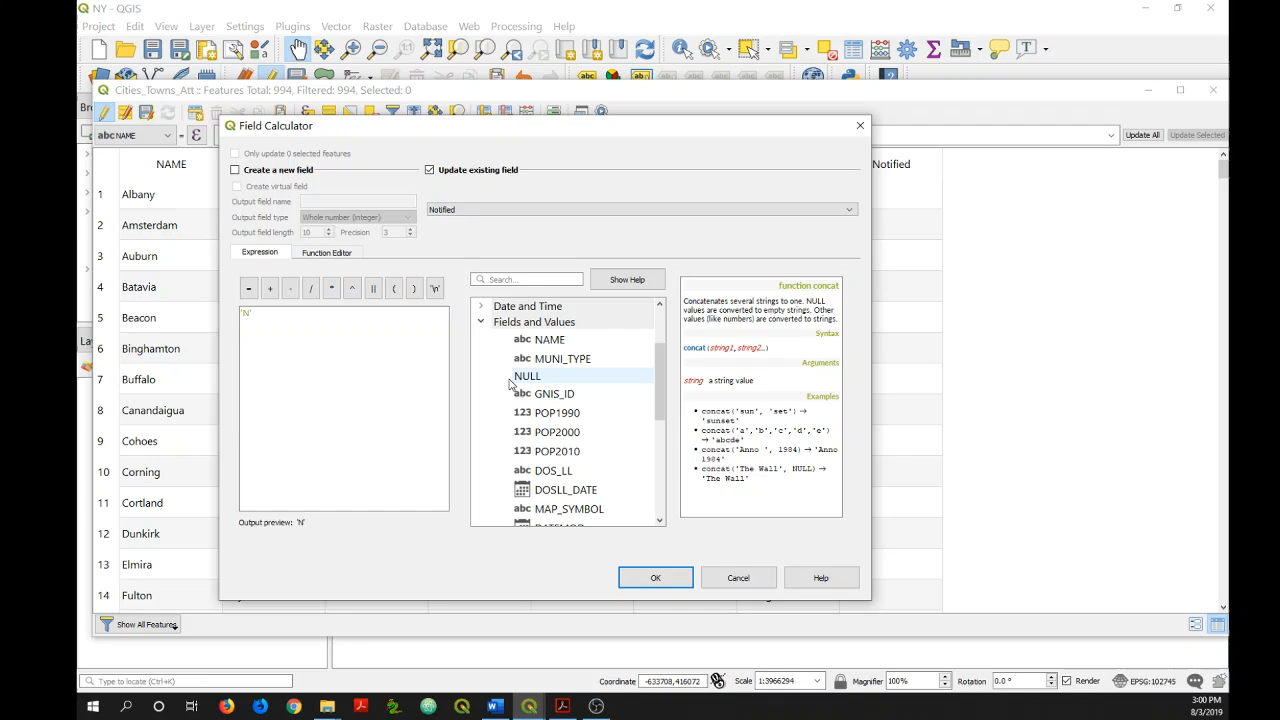 NY - QGIS
Project Edit View Layer Settings Plugins Vector Raster Database Web Processing Help
Cities_Towns_Att :: Features Total: 994, Filtered: 994, Selected: 0
abc NAME = ε Update All Update Selected
Field Calculator
Only update 0 selected features
Create a new field
Update existing field
Create virtual field
Output field name
Output field type Whole number (integer)
Output field length 10 Precision 3
Notified
Expression Function Editor
= + - / * ^ || ( ) '\n'
'N'
Output preview: 'N'
Search...
Show Help
Date and Time
Fields and Values
abc NAME
abc MUNI_TYPE
NULL
abc GNIS_ID
123 POP1990
123 POP2000
123 POP2010
abc DOS_LL
DOSLL_DATE
abc MAP_SYMBOL
function concat
Concatenates several strings to one. NULL
values are converted to empty strings. Other
values (like numbers) are converted to strings.
Syntax
concat (string1,string2…)
Arguments
string a string value
Examples
concat('sun', 'set') →
'sunset'
concat('a','b','c','d','e')
→ 'abcde'
concat('Anno ', 1984) → 'Anno
1984'
concat('The Wall', NULL) →
'The Wall'
OK Cancel Help
NAME
Notified
1 Albany
2 Amsterdam
3 Auburn
4 Batavia
5 Beacon
6 Binghamton
7 Buffalo
8 Canandaigua
9 Cohoes
10 Corning
11 Cortland
12 Dunkirk
13 Elmira
14 Fulton
Show All Features
Type to locate (Ctrl+K)
Coordinate -633708,416072 Scale 1:3966294 Magnifier 100% Rotation 0.0 ° Render EPSG:102745
3:00 PM
8/3/2019